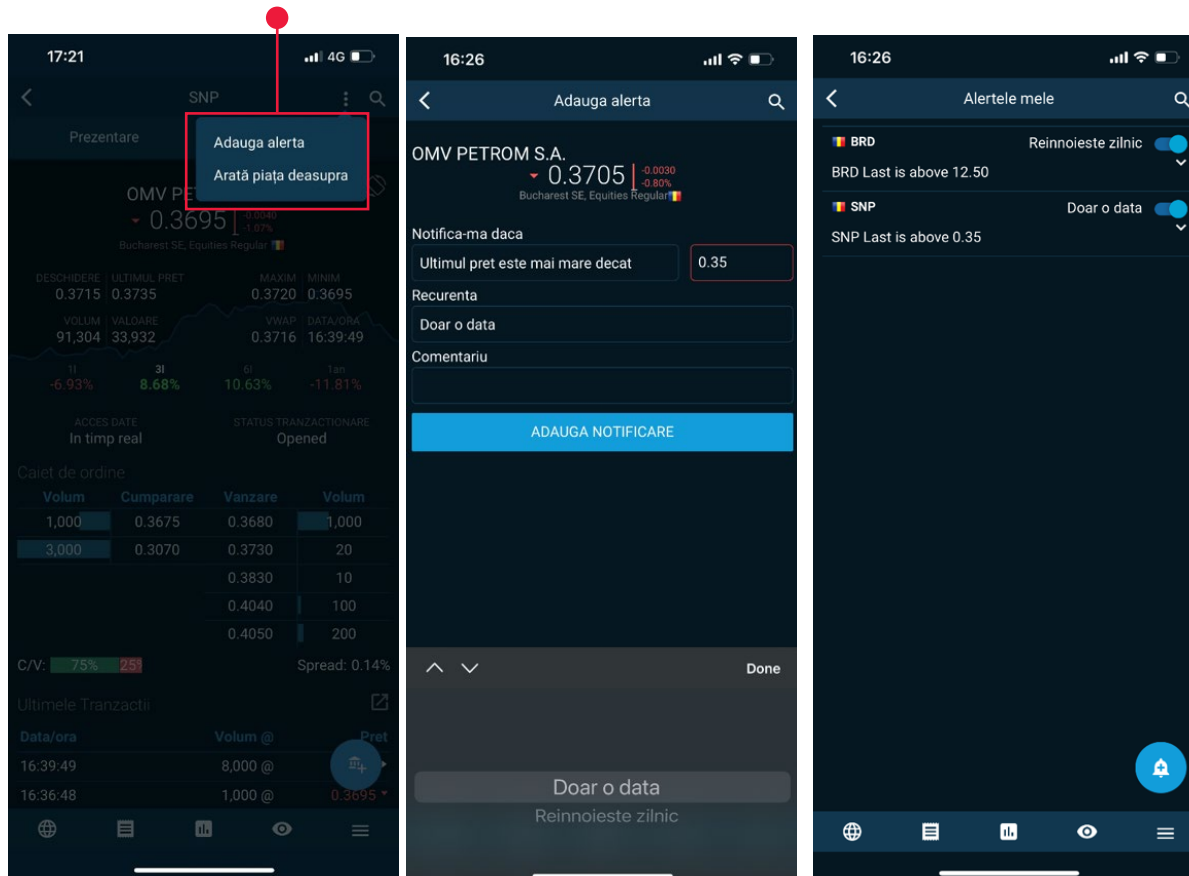 17:21
4G
SNP
Prezentare
Adauga alerta
Arată piața deasupra
OMV PE
0.3695
-0.0040
-1.07%
Bucharest SE, Equities Regular
DESCHIDERE ULTIMUL PRET MAXIM MINIM
0.3715 0.3735 0.3720 0.3695
VOLUM VALOARE VWAP DATA/ORA
91,304 33,932 0.3716 16:39:49
1l 3l 6l 1an
-6.93% 8.68% 10.63% -11.81%
ACCES DATE STATUS TRANZACTIONARE
In timp real Opened
Caiet de ordine
Volum Cumparare Vanzare Volum
1,000 0.3675 0.3680 1,000
3,000 0.3070 0.3730 20
0.3830 10
0.4040 100
0.4050 200
C/V: 75% 25% Spread: 0.14%
Ultimele Tranzactii
Data/ora Volum @ Pret
16:39:49 8,000 @
16:36:48 1,000 @ 0.3695
16:26
Adauga alerta
OMV PETROM S.A.
0.3705
-0.0030
-0.80%
Bucharest SE, Equities Regular
Notifica-ma daca
Ultimul pret este mai mare decat 0.35
Recurenta
Doar o data
Comentariu
ADAUGA NOTIFICARE
Done
Doar o data
Reinnoieste zilnic
16:26
Alertele mele
BRD Reinnoieste zilnic
BRD Last is above 12.50
SNP Doar o data
SNP Last is above 0.35